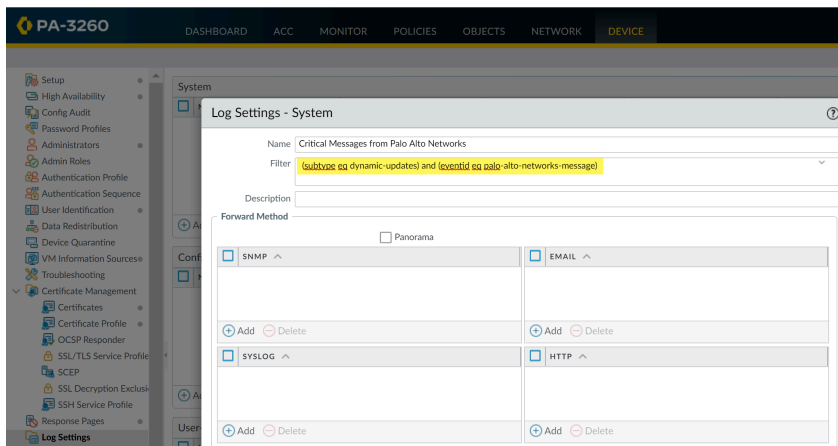 PA-3260
DASHBOARD ACC MONITOR POLICIES OBJECTS NETWORK DEVICE
Setup
High Availability
Config Audit
Password Profiles
Administrators
Admin Roles
Authentication Profile
Authentication Sequence
User Identification
Data Redistribution
Device Quarantine
VM Information Sources
Troubleshooting
Certificate Management
Certificates
Certificate Profile
OCSP Responder
SSL/TLS Service Profile
SCEP
SSL Decryption Exclusi
SSH Service Profile
Response Pages
Log Settings
System
Conf
User
Log Settings - System
Name Critical Messages from Palo Alto Networks
Filter (subtype eq dynamic-updates) and (eventid eq palo-alto-networks-message)
Description
Forward Method
Panorama
SNMP
Add Delete
EMAIL
Add Delete
SYSLOG
Add Delete
HTTP
Add Delete